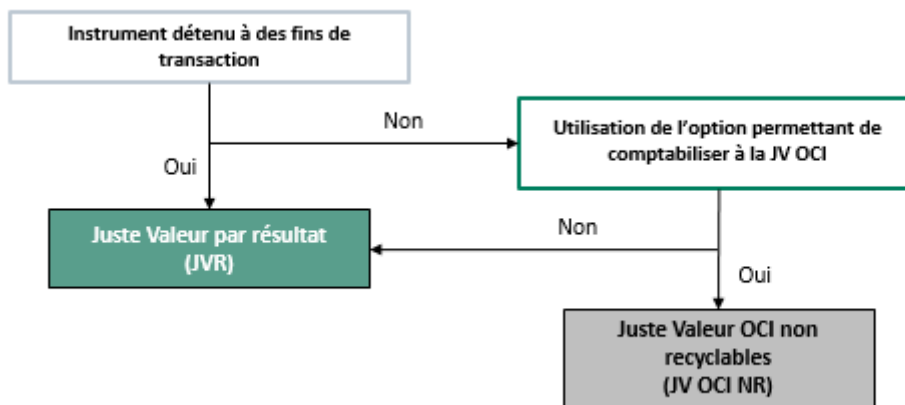 Instrument détenu à des fins de
transaction
Non
Utilisation de l’option permettant de
comptabiliser à la JV OCI
Oui
Juste Valeur par résultat
(JVR)
Non
Oui
Juste Valeur OCI non
recyclables
(JV OCI NR)